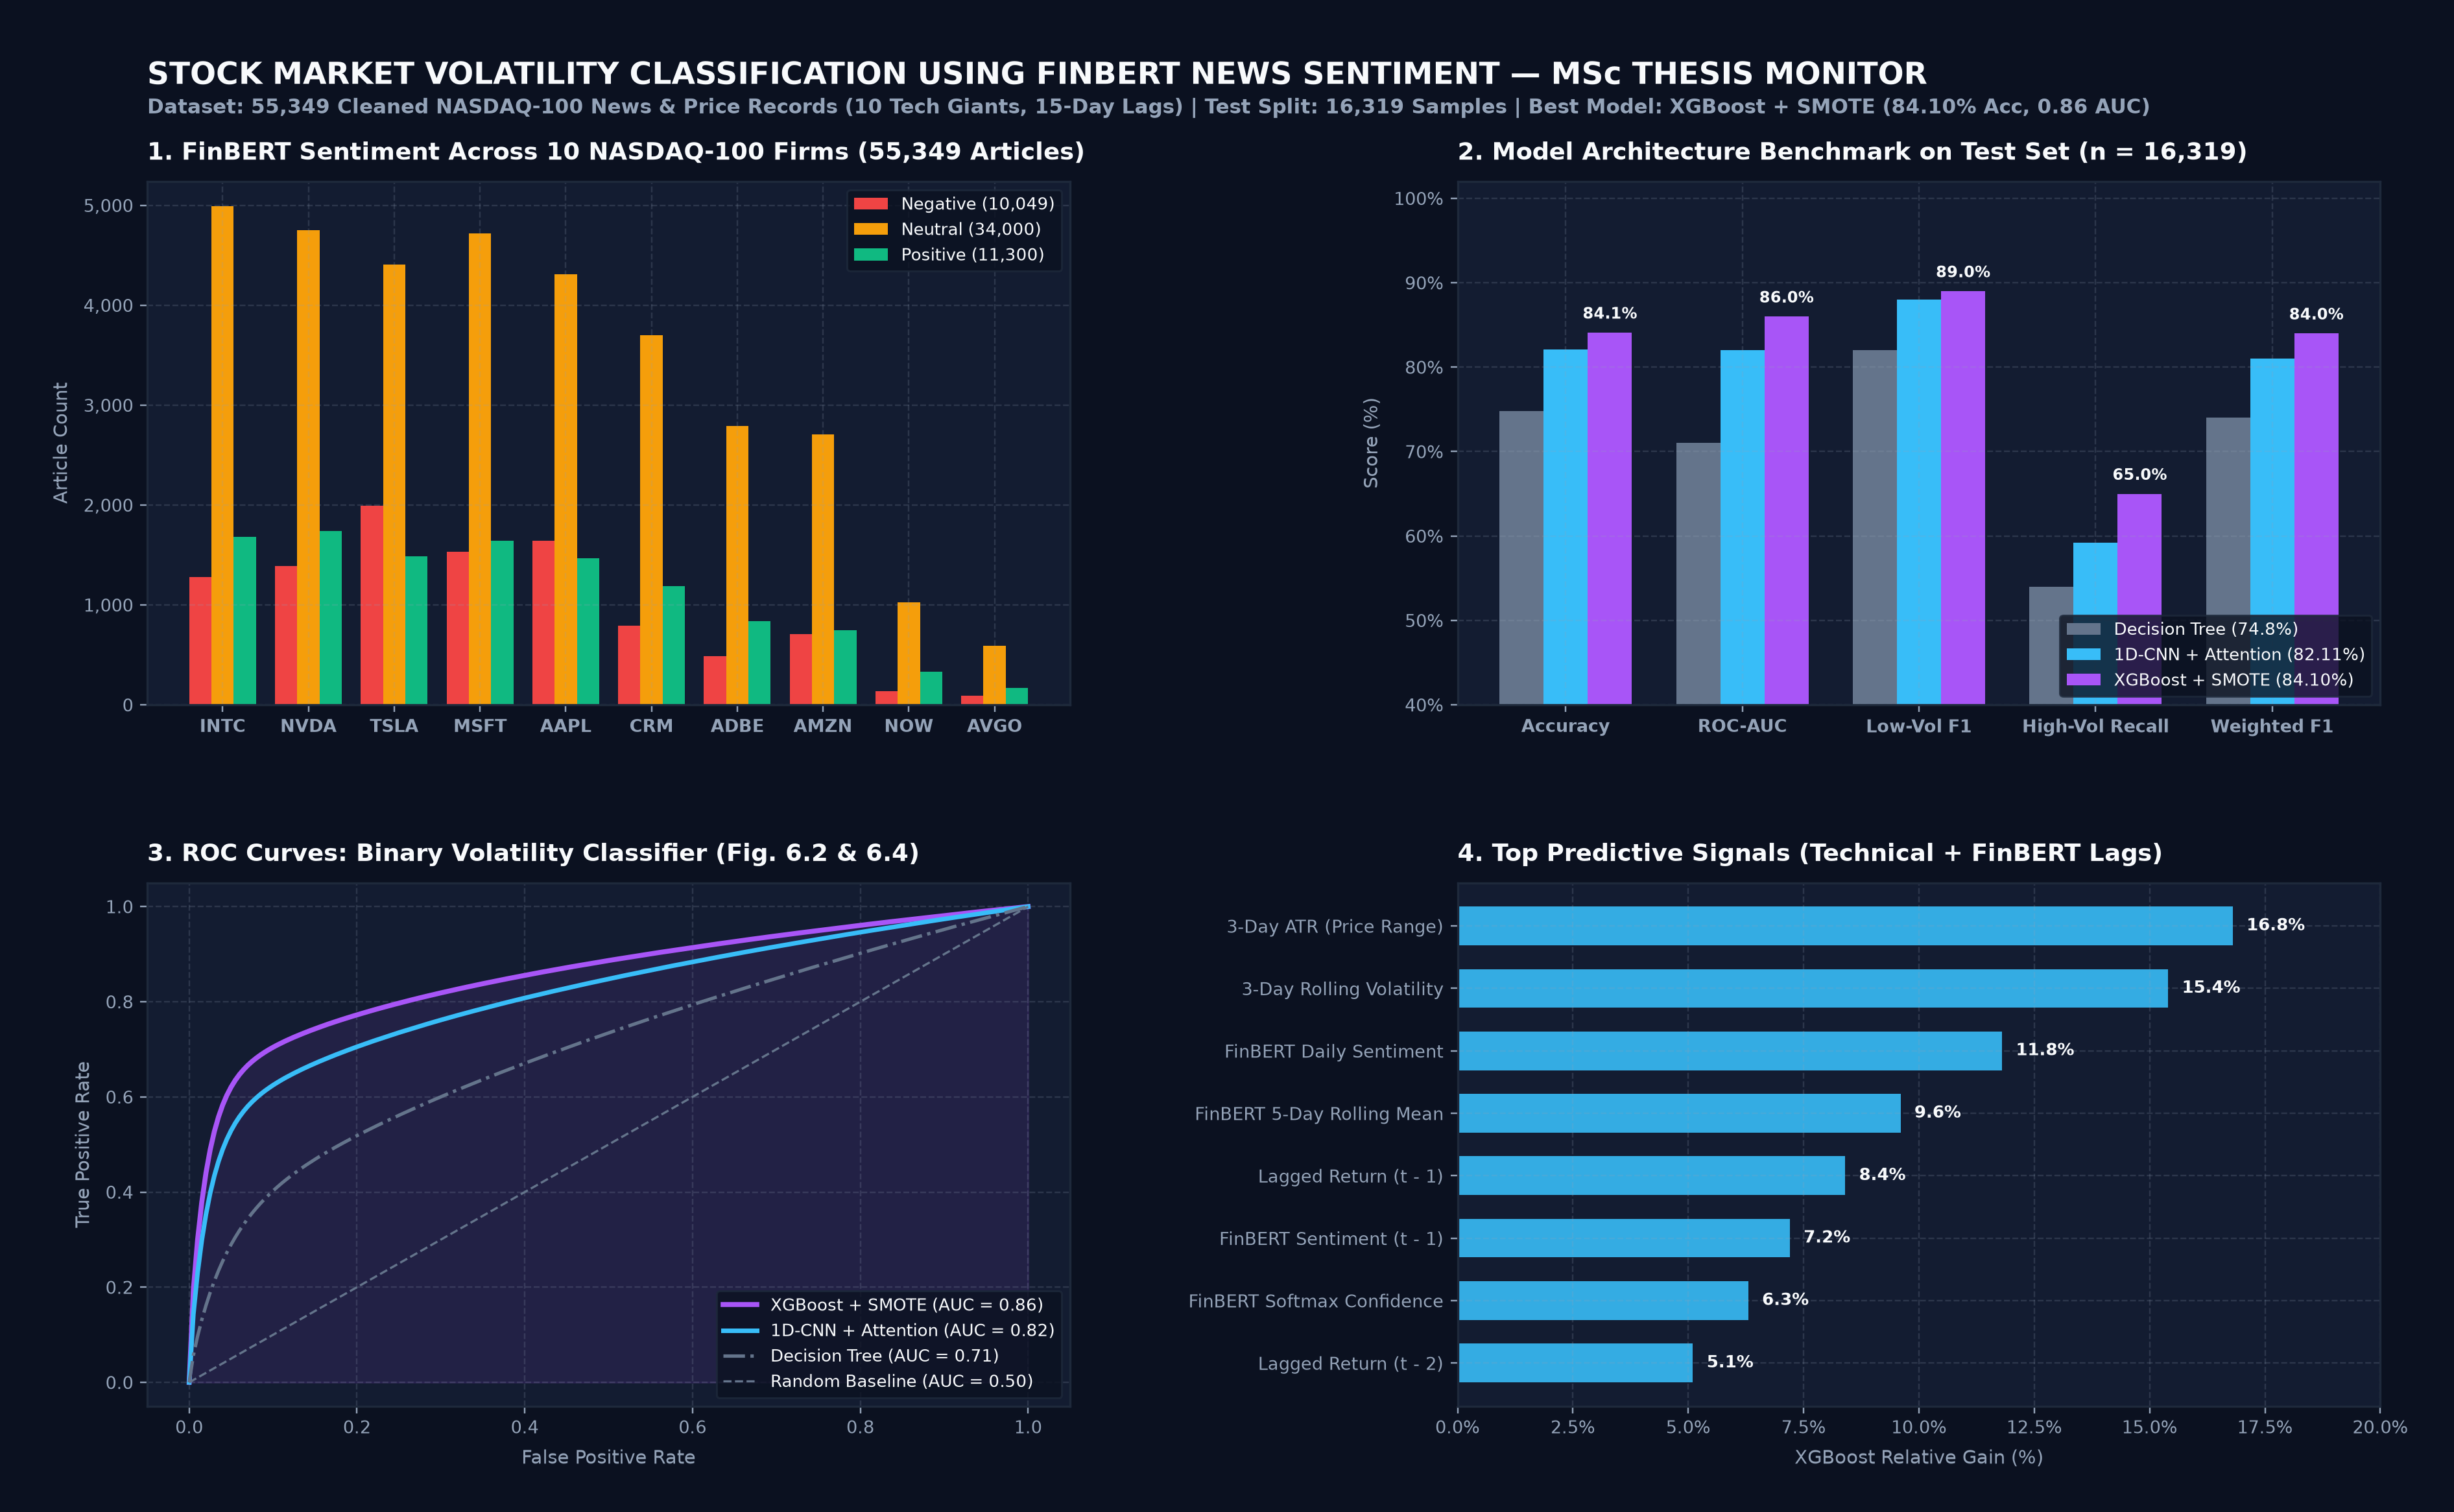 STOCK MARKET VOLATILITY CLASSIFICATION USING FINBERT NEWS SENTIMENT — MSc THESIS MONITOR
Dataset: 55,349 Cleaned NASDAQ-100 News & Price Records (10 Tech Giants, 15-Day Lags) | Test Split: 16,319 Samples | Best Model: XGBoost + SMOTE (84.10% Acc, 0.86 AUC)
1. FinBERT Sentiment Across 10 NASDAQ-100 Firms (55,349 Articles)
Article Count
5,000
4,000
3,000
2,000
1,000
0
Negative (10,049)
Neutral (34,000)
Positive (11,300)
INTC NVDA TSLA MSFT AAPL CRM ADBE AMZN NOW AVGO
2. Model Architecture Benchmark on Test Set (n = 16,319)
Score (%)
100%
90%
80%
70%
60%
50%
40%
84.1%
86.0%
89.0%
65.0%
84.0%
Decision Tree (74.8%)
1D-CNN + Attention (82.11%)
XGBoost + SMOTE (84.10%)
Accuracy ROC-AUC Low-Vol F1 High-Vol Recall Weighted F1
3. ROC Curves: Binary Volatility Classifier (Fig. 6.2 & 6.4)
True Positive Rate
1.0
0.8
0.6
0.4
0.2
0.0
XGBoost + SMOTE (AUC = 0.86)
1D-CNN + Attention (AUC = 0.82)
Decision Tree (AUC = 0.71)
Random Baseline (AUC = 0.50)
0.0 0.2 0.4 0.6 0.8 1.0
False Positive Rate
4. Top Predictive Signals (Technical + FinBERT Lags)
3-Day ATR (Price Range) 16.8%
3-Day Rolling Volatility 15.4%
FinBERT Daily Sentiment 11.8%
FinBERT 5-Day Rolling Mean 9.6%
Lagged Return (t - 1) 8.4%
FinBERT Sentiment (t - 1) 7.2%
FinBERT Softmax Confidence 6.3%
Lagged Return (t - 2) 5.1%
0.0% 2.5% 5.0% 7.5% 10.0% 12.5% 15.0% 17.5% 20.0%
XGBoost Relative Gain (%)